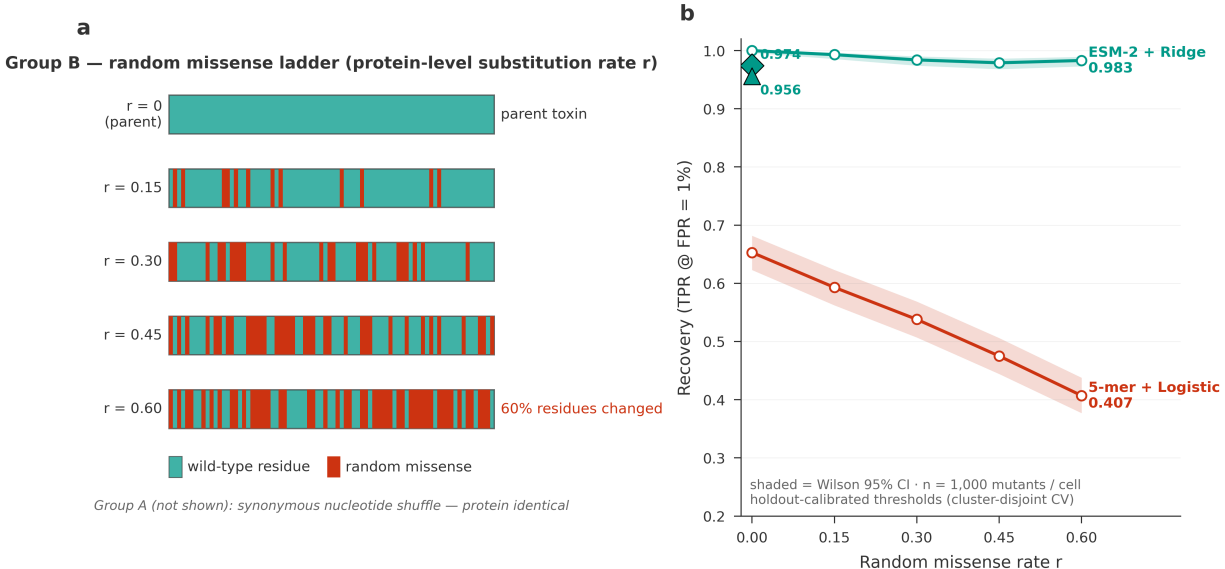 a
Group B — random missense ladder (protein-level substitution rate r)
r = 0
(parent)
parent toxin
r = 0.15
r = 0.30
r = 0.45
r = 0.60
60% residues changed
wild-type residue
random missense
Group A (not shown): synonymous nucleotide shuffle — protein identical
b
Recovery (TPR @ FPR = 1%)
1.0
0.9
0.8
0.7
0.6
0.5
0.4
0.3
0.2
0.974
0.956
ESM-2 + Ridge
0.983
5-mer + Logistic
0.407
shaded = Wilson 95% CI · n = 1,000 mutants / cell
holdout-calibrated thresholds (cluster-disjoint CV)
0.00
0.15
0.30
0.45
0.60
Random missense rate r